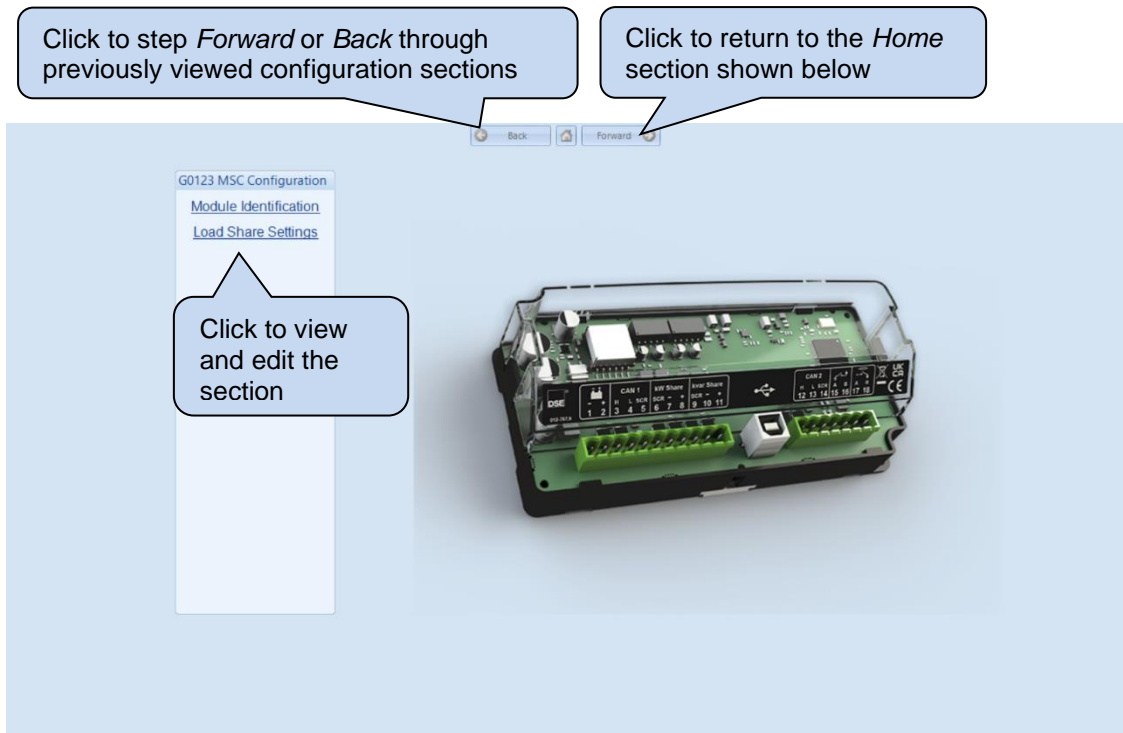 Click to step Forward or Back through
previously viewed configuration sections
Click to return to the Home
section shown below
Back
Forward
G0123 MSC Configuration
Module Identification
Load Share Settings
Click to view
and edit the
section
DSE
CAN 1
kW Share
kvar Share
- + H L SCR SCR - + SCR - +
1 2 3 4 5 6 7 8 9 10 11
CAN 2
H L SCR A B A B
12 13 14 15 16 17 18
UK
CA
CE